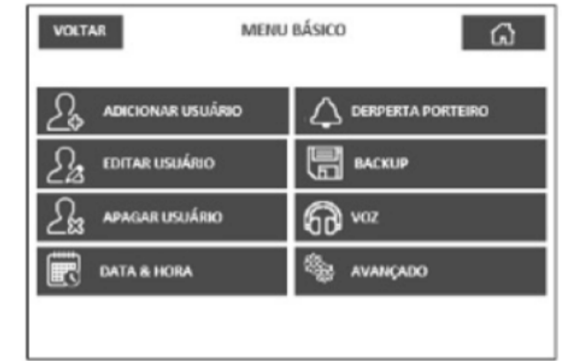 VOLTAR
MENU BÁSICO
ADICIONAR USUÁRIO
DERPERTA PORTEIRO
EDITAR USUÁRIO
BACKUP
APAGAR USUÁRIO
VOZ
DATA & HORA
AVANÇADO